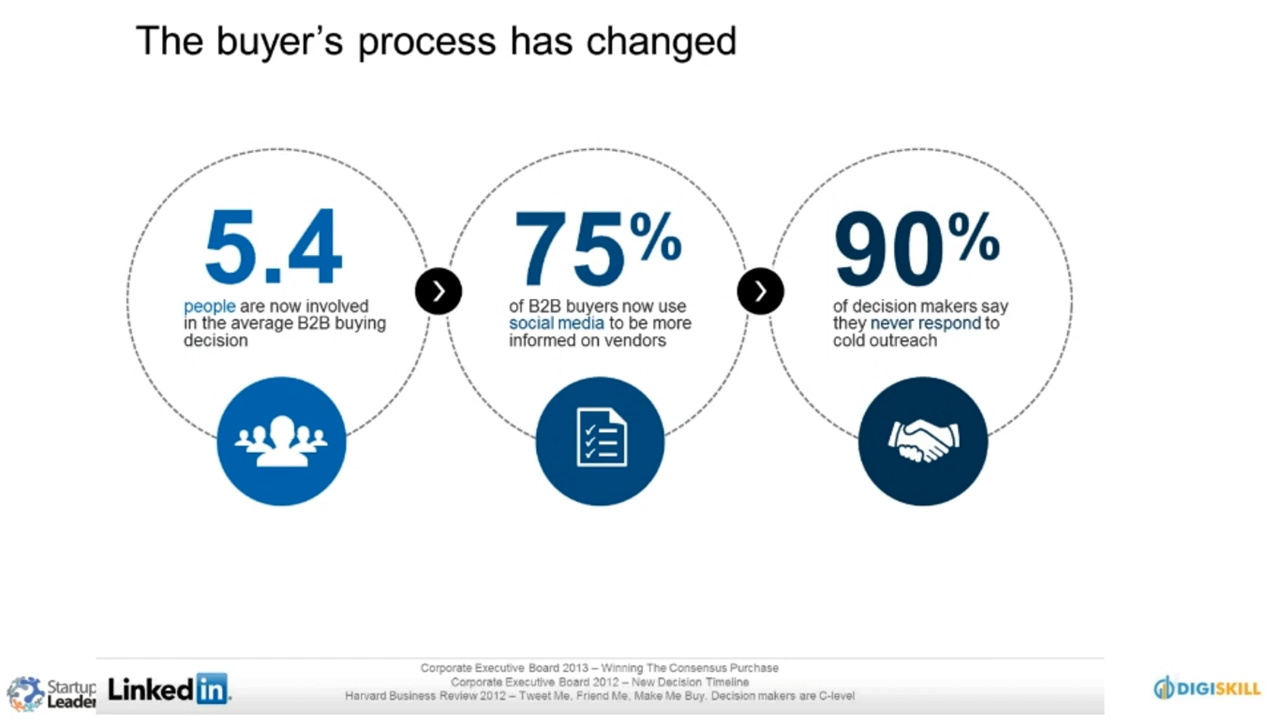 The buyer's process has changed
5.4
people are now involved
in the average B2B buying
decision
75%
of B2B buyers now use
social media to be more
informed on vendors
90%
of decision makers say
they never respond to
cold outreach
Corporate Executive Board 2013 – Winning The Consensus Purchase
Corporate Executive Board 2012 – New Decision Timeline
Harvard Business Review 2012 – Tweet Me, Friend Me, Make Me Buy. Decision makers are C-level
Startup
Leader
Linked in
DIGISKILL